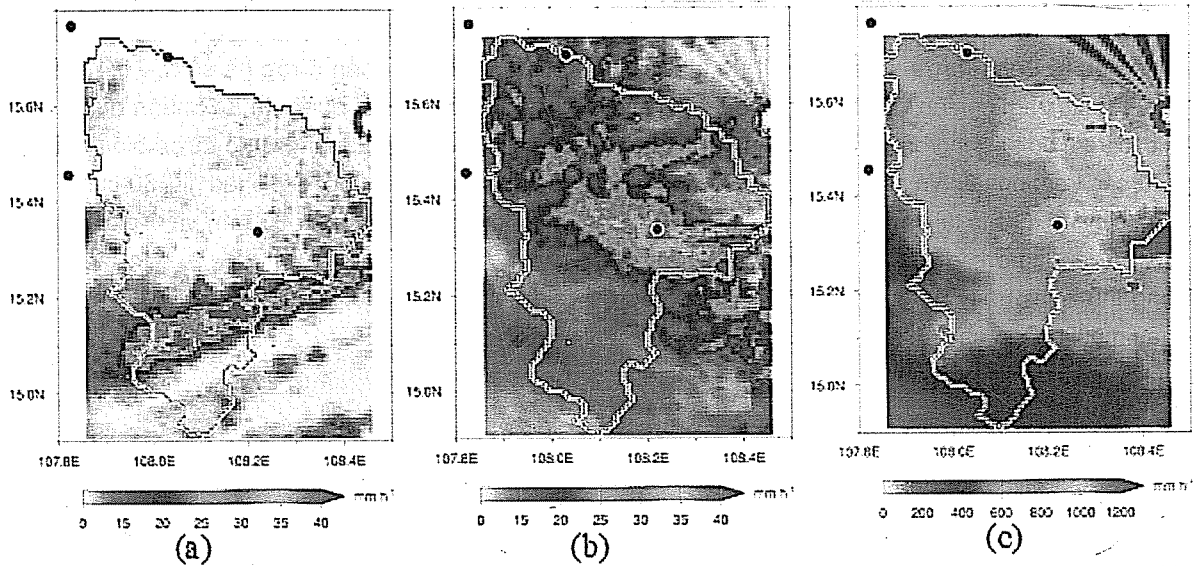 15.6N
15.4N
15.2N
15.0N
107.8E 108.0E 108.2E 108.4E
0 15 20 25 30 35 40 mm h⁻¹
(a)
15.6N
15.4N
15.2N
15.0N
107.8E 108.0E 108.2E 108.4E
0 10 20 25 30 35 40 mm h⁻¹
(b)
15.6N
15.4N
15.2N
15.0N
107.8E 108.0E 108.2E 108.4E
0 200 400 600 800 1000 1200 mm h⁻¹
(c)